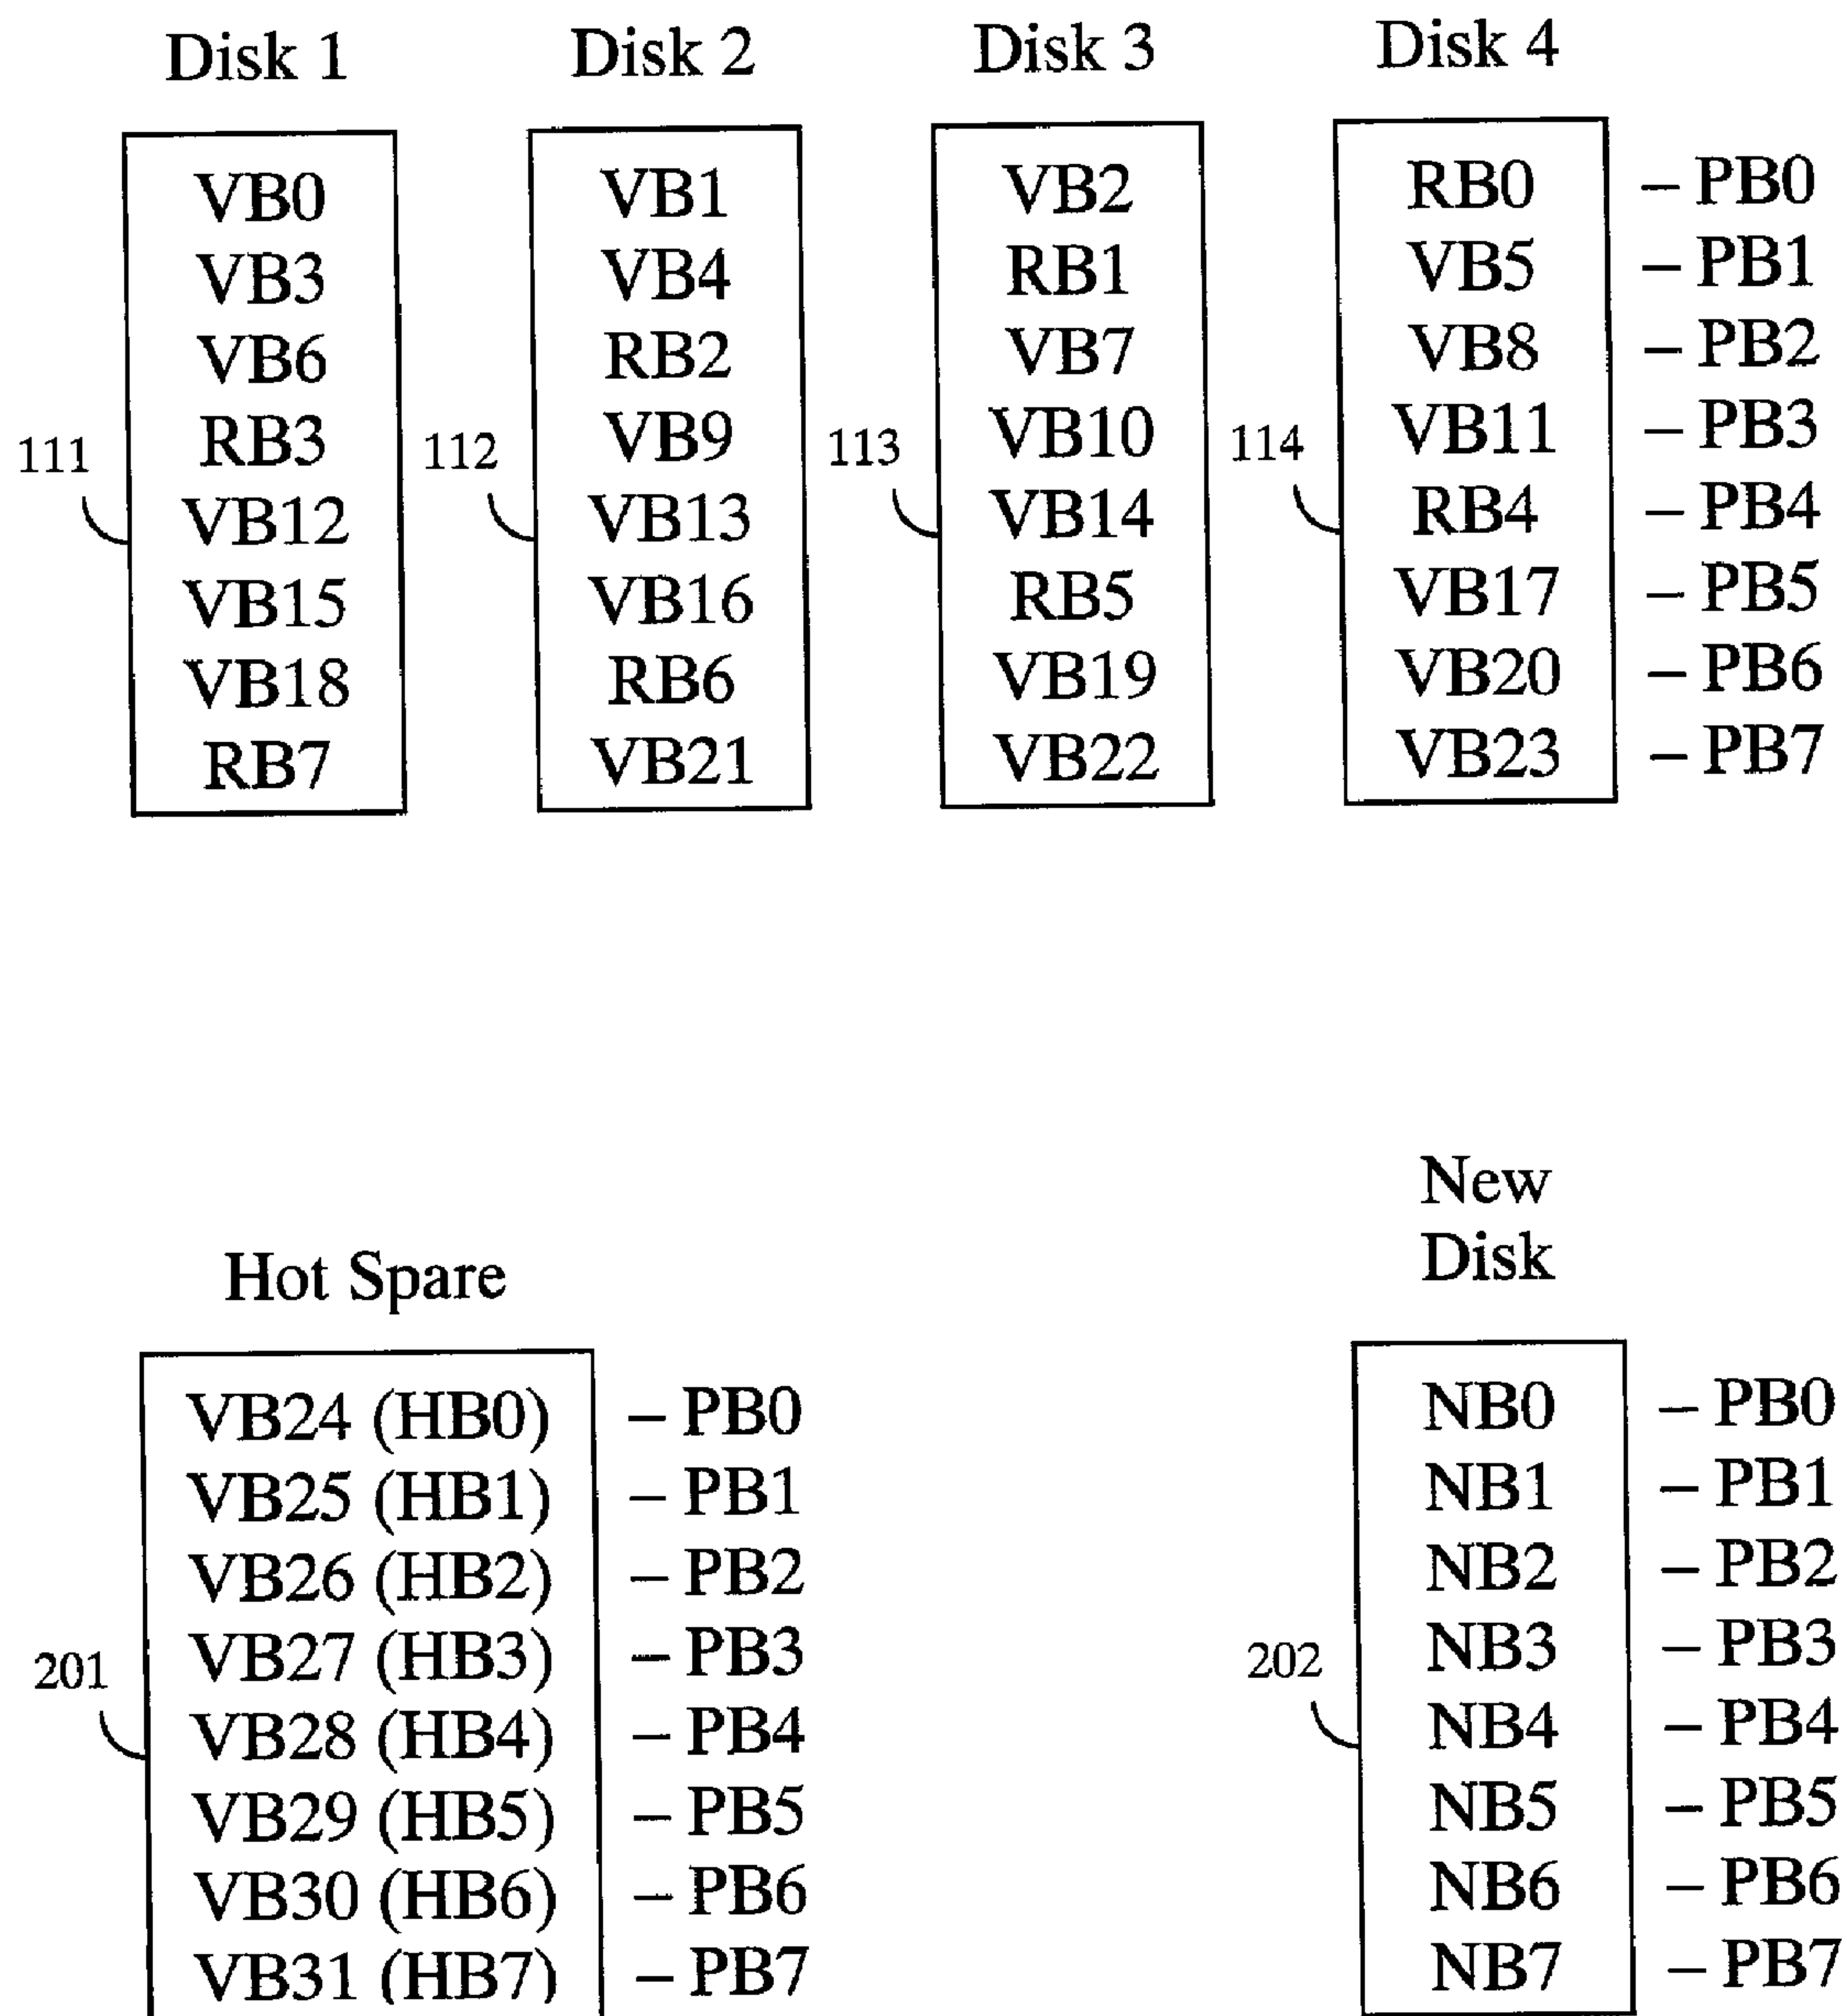 Disk 1 Disk 2 Disk 3 Disk 4
VB0 VB1 VB2 RB0 – PB0
VB3 VB4 RB1 VB5 – PB1
VB6 RB2 VB7 VB8 – PB2
RB3 VB9 VB10 VB11 – PB3
111 112 113 114
VB12 VB13 VB14 RB4 – PB4
VB15 VB16 RB5 VB17 – PB5
VB18 RB6 VB19 VB20 – PB6
RB7 VB21 VB22 VB23 – PB7
Hot Spare
VB24 (HB0) – PB0
VB25 (HB1) – PB1
VB26 (HB2) – PB2
VB27 (HB3) – PB3
201
VB28 (HB4) – PB4
VB29 (HB5) – PB5
VB30 (HB6) – PB6
VB31 (HB7) – PB7
New
Disk
NB0 – PB0
NB1 – PB1
NB2 – PB2
NB3 – PB3
202
NB4 – PB4
NB5 – PB5
NB6 – PB6
NB7 – PB7